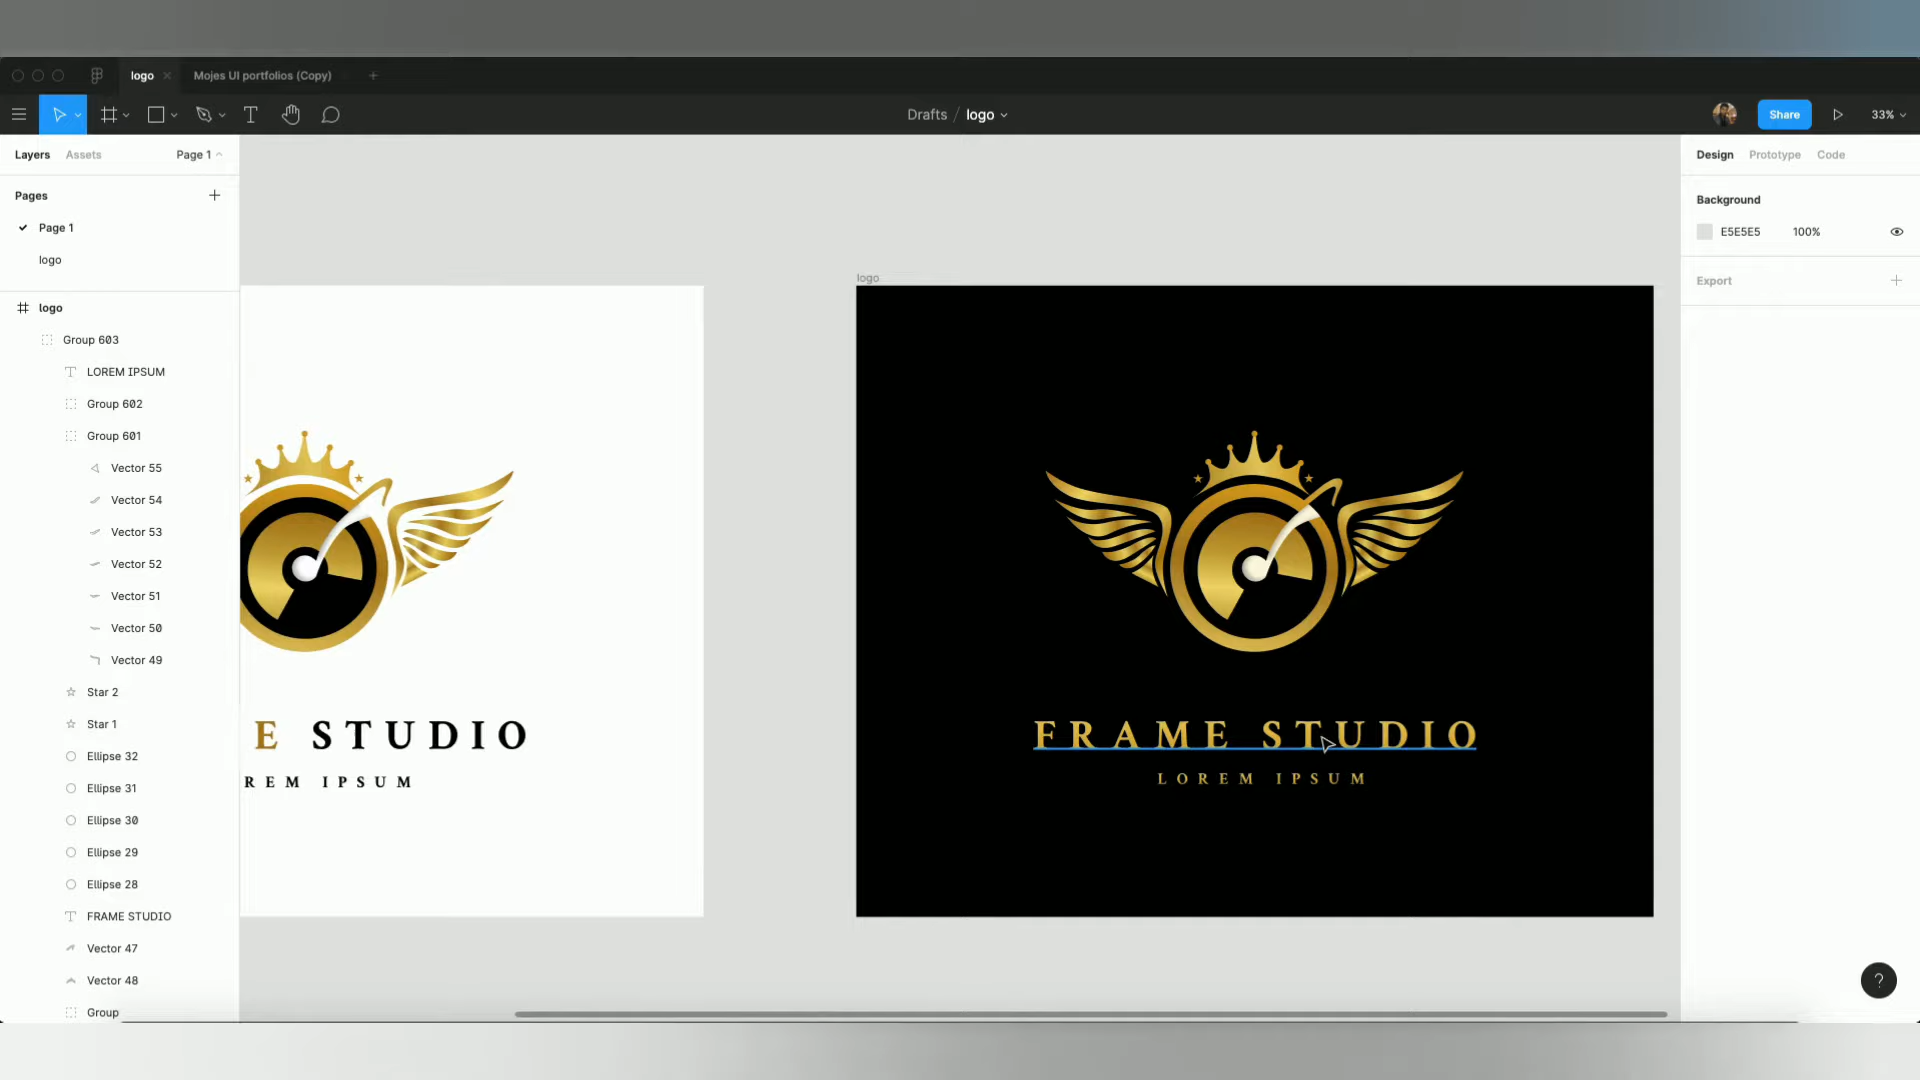 logo
Mojes UI portfolios (Copy)
Drafts / logo
Share
33%
Layers
Assets
Page 1
Pages
Page 1
logo
logo
Group 603
LOREM IPSUM
Group 602
Group 601
Vector 55
Vector 54
Vector 53
Vector 52
Vector 51
Vector 50
Vector 49
Star 2
Star 1
Ellipse 32
Ellipse 31
Ellipse 30
Ellipse 29
Ellipse 28
FRAME STUDIO
Vector 47
Vector 48
Group
E STUDIO
REM IPSUM
logo
FRAME STUDIO
LOREM IPSUM
Design
Prototype
Code
Background
E5E5E5
100%
Export
?